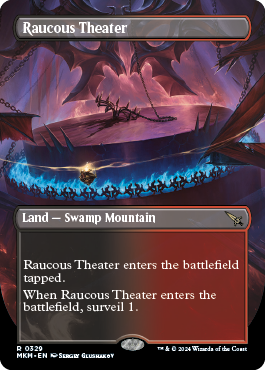 Raucous Theater
Land — Swamp Mountain
Raucous Theater enters the battlefield
tapped.
When Raucous Theater enters the
battlefield, surveil 1.
R 0329
MKM • EN Sergey Glushakov
™ & © 2024 Wizards of the Coast